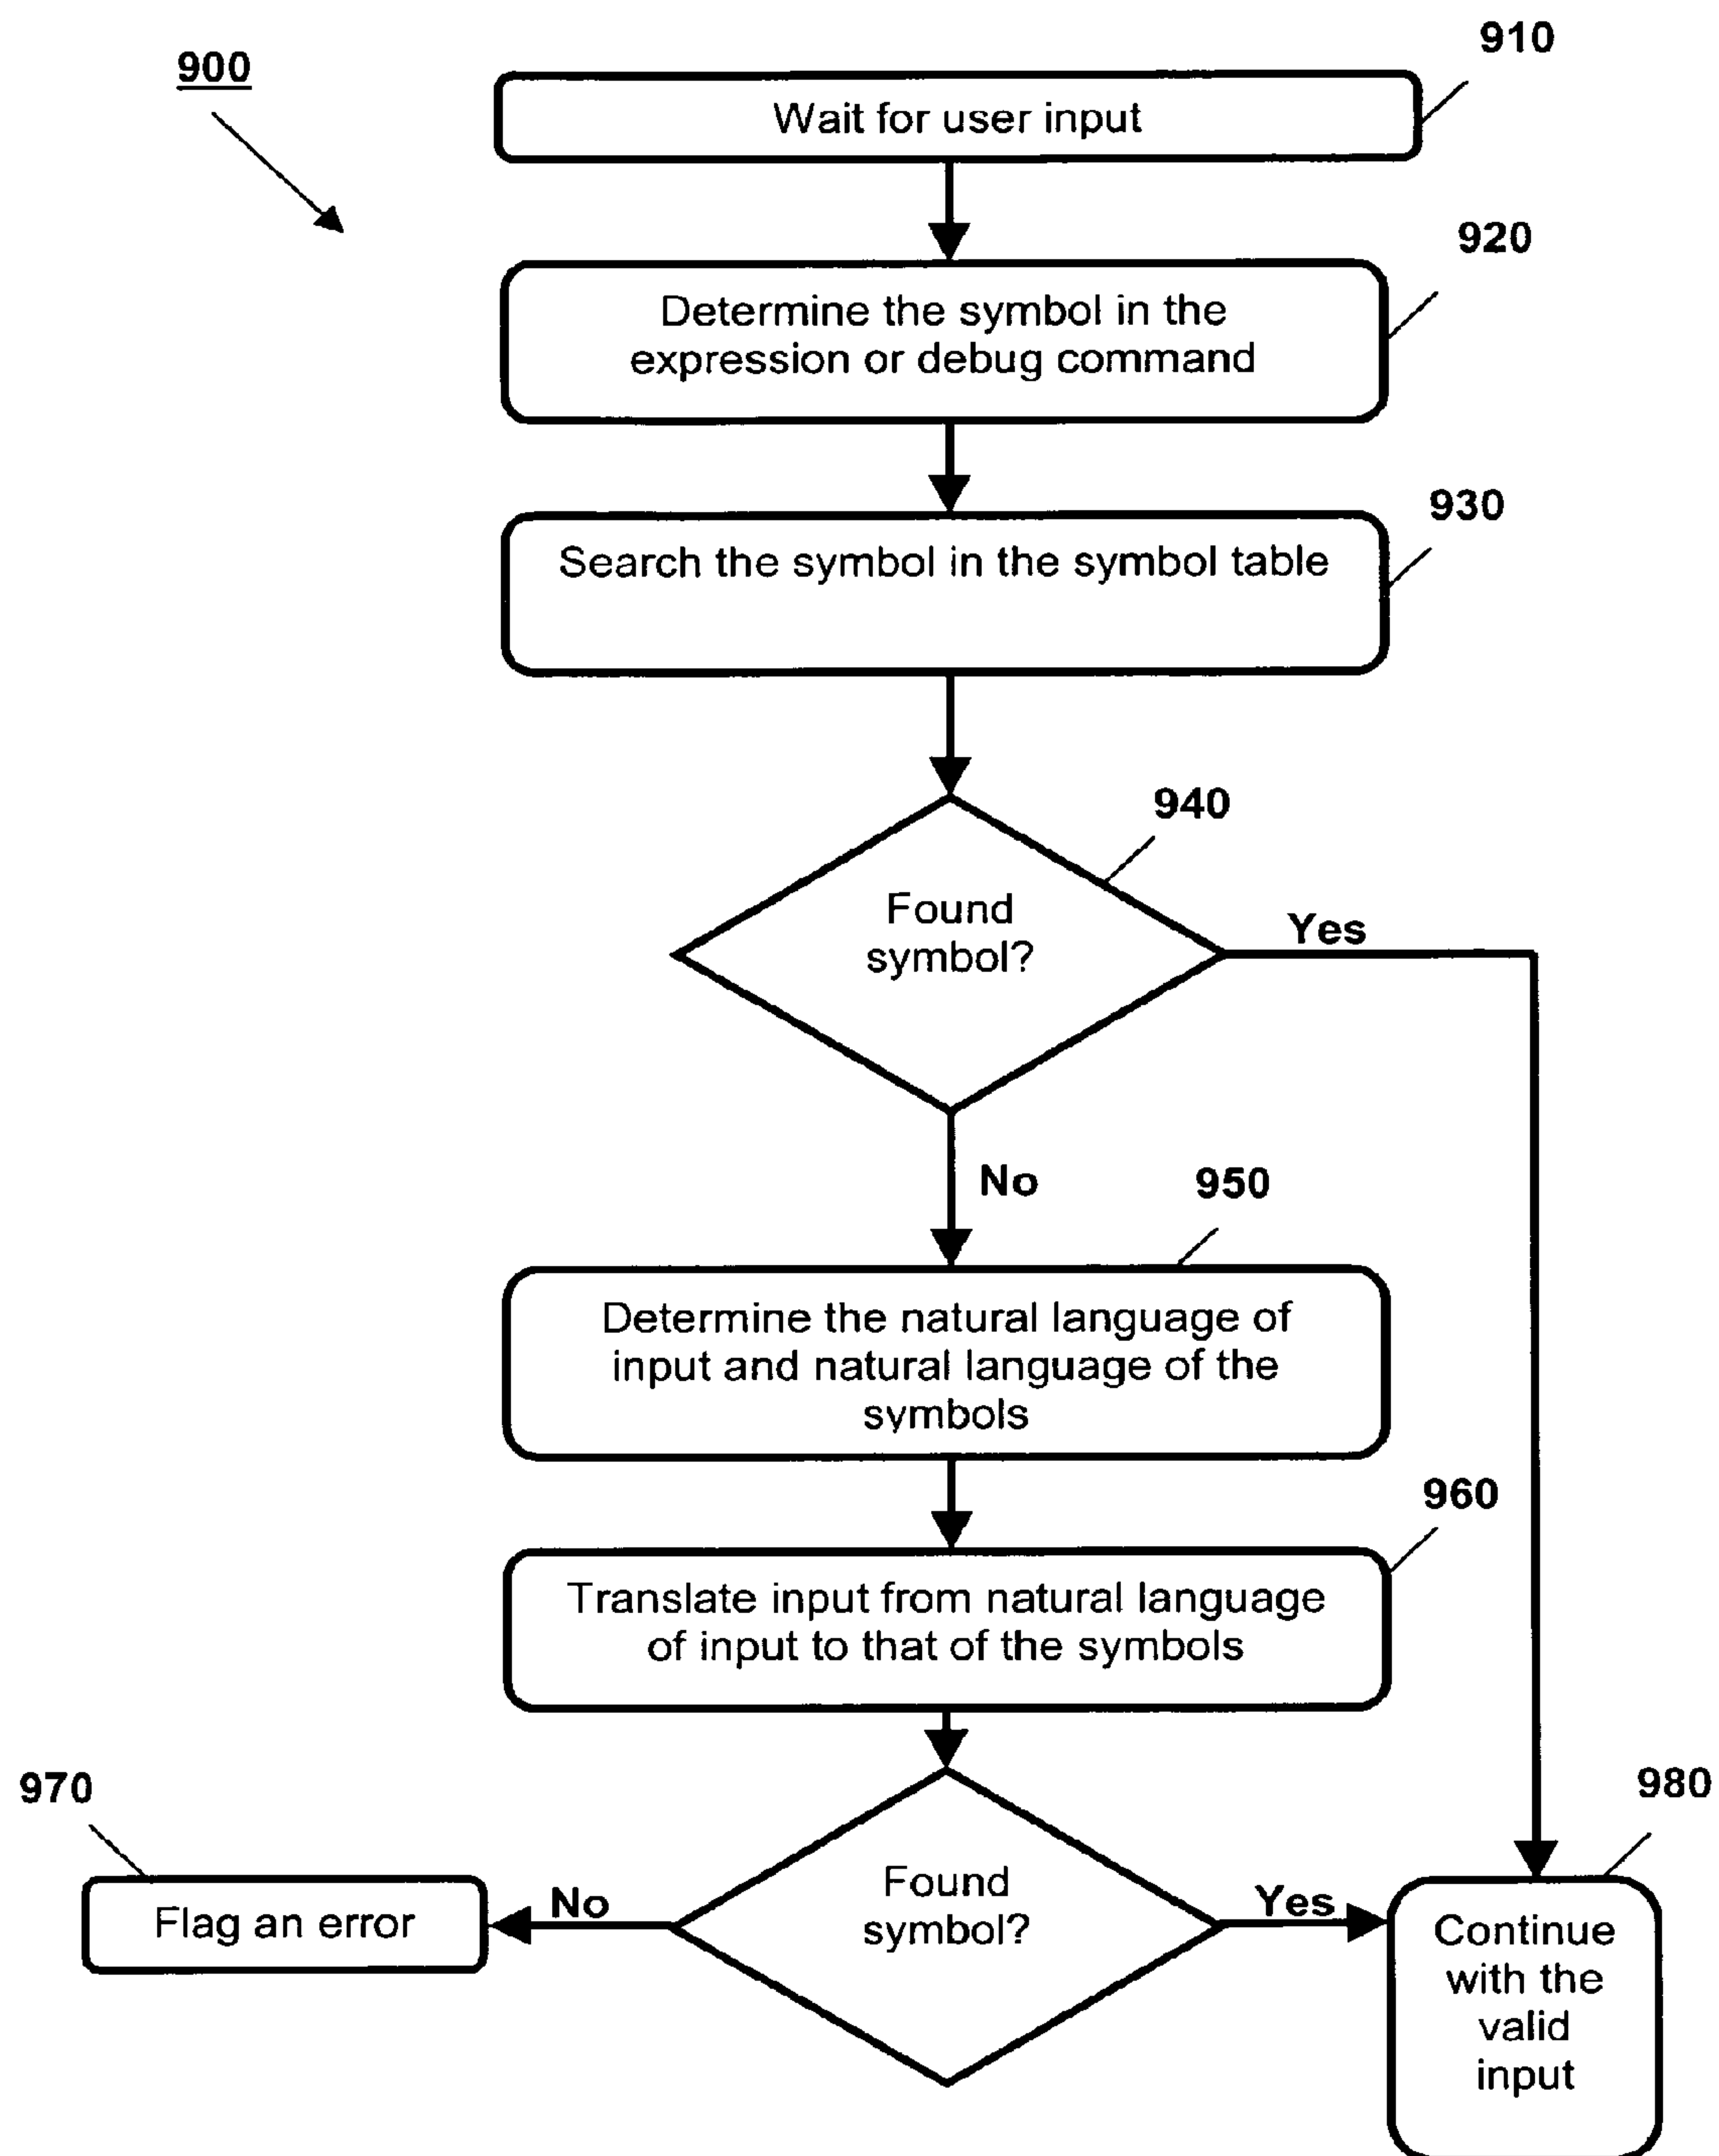 900
910
Wait for user input
920
Determine the symbol in the
expression or debug command
930
Search the symbol in the symbol table
940
Found
symbol?
Yes
No
950
Determine the natural language of
input and natural language of the
symbols
960
Translate input from natural language
of input to that of the symbols
970
980
Flag an error
No
Found
symbol?
Yes
Continue
with the
valid
input